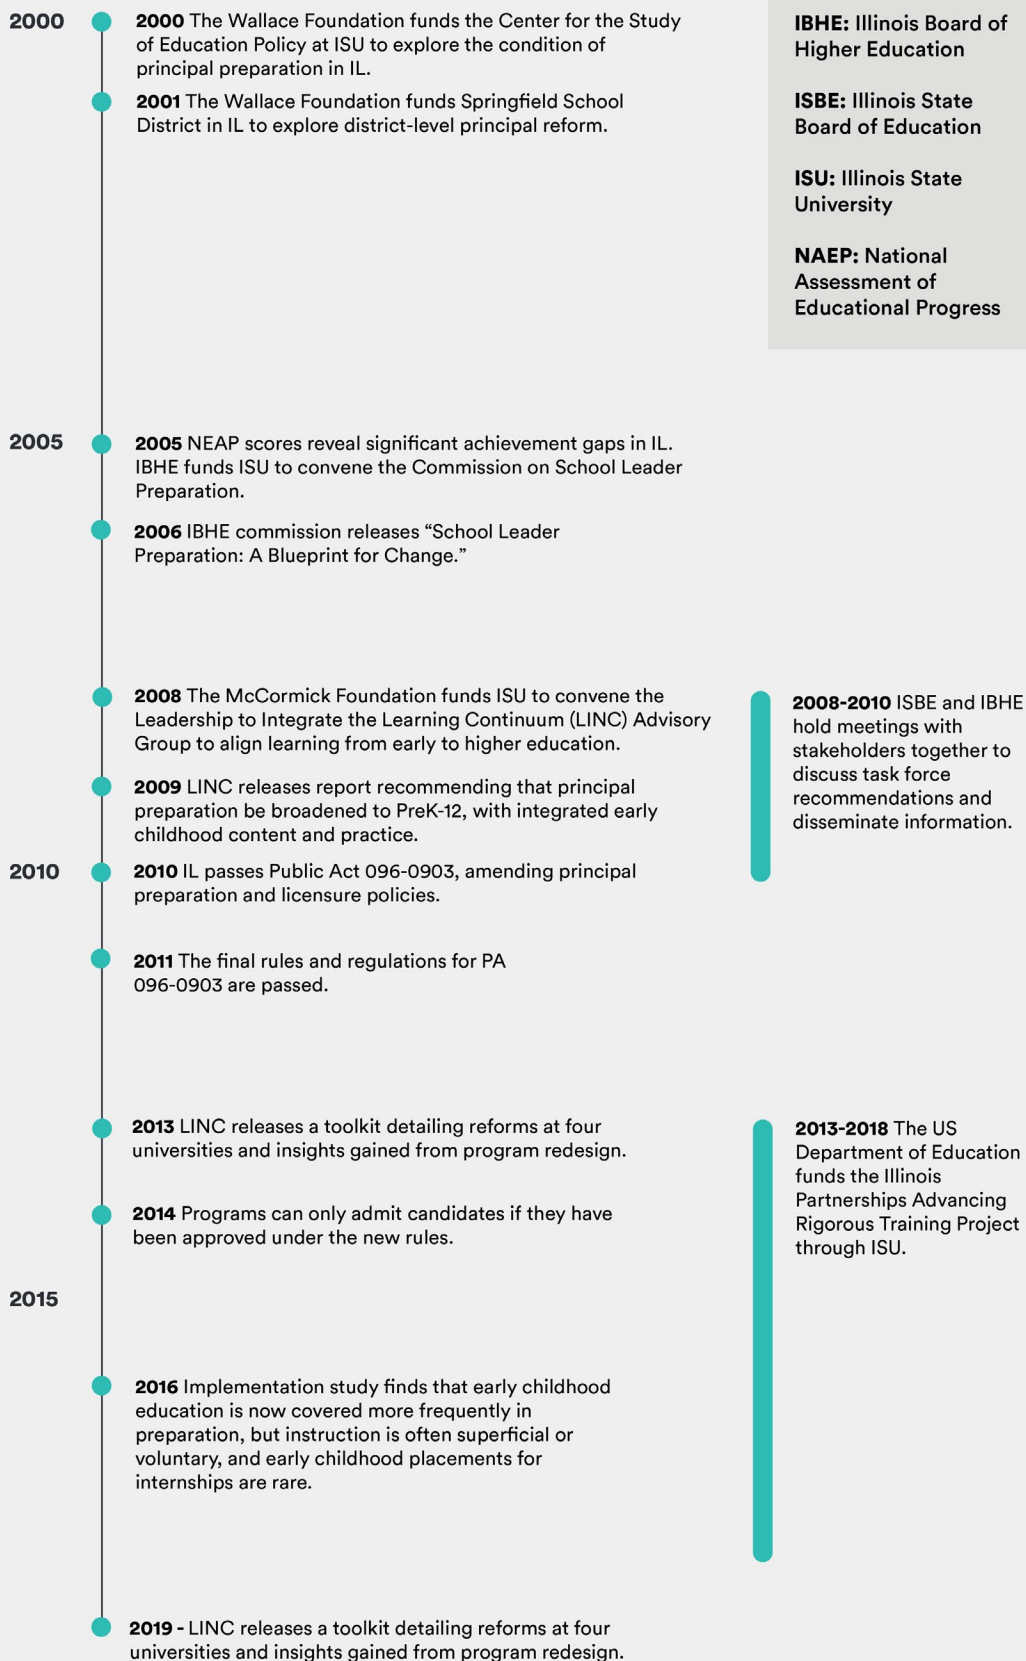 2000
2000 The Wallace Foundation funds the Center for the Study
of Education Policy at ISU to explore the condition of
principal preparation in IL.
2001 The Wallace Foundation funds Springfield School
District in IL to explore district-level principal reform.
IBHE: Illinois Board of
Higher Education
ISBE: Illinois State
Board of Education
ISU: Illinois State
University
NAEP: National
Assessment of
Educational Progress
2005
2005 NEAP scores reveal significant achievement gaps in IL.
IBHE funds ISU to convene the Commission on School Leader
Preparation.
2006 IBHE commission releases “School Leader
Preparation: A Blueprint for Change.”
2008 The McCormick Foundation funds ISU to convene the
Leadership to Integrate the Learning Continuum (LINC) Advisory
Group to align learning from early to higher education.
2009 LINC releases report recommending that principal
preparation be broadened to PreK-12, with integrated early
childhood content and practice.
2008-2010 ISBE and IBHE
hold meetings with
stakeholders together to
discuss task force
recommendations and
disseminate information.
2010
2010 IL passes Public Act 096-0903, amending principal
preparation and licensure policies.
2011 The final rules and regulations for PA
096-0903 are passed.
2013 LINC releases a toolkit detailing reforms at four
universities and insights gained from program redesign.
2014 Programs can only admit candidates if they have
been approved under the new rules.
2013-2018 The US
Department of Education
funds the Illinois
Partnerships Advancing
Rigorous Training Project
through ISU.
2015
2016 Implementation study finds that early childhood
education is now covered more frequently in
preparation, but instruction is often superficial or
voluntary, and early childhood placements for
internships are rare.
2019 - LINC releases a toolkit detailing reforms at four
universities and insights gained from program redesign.